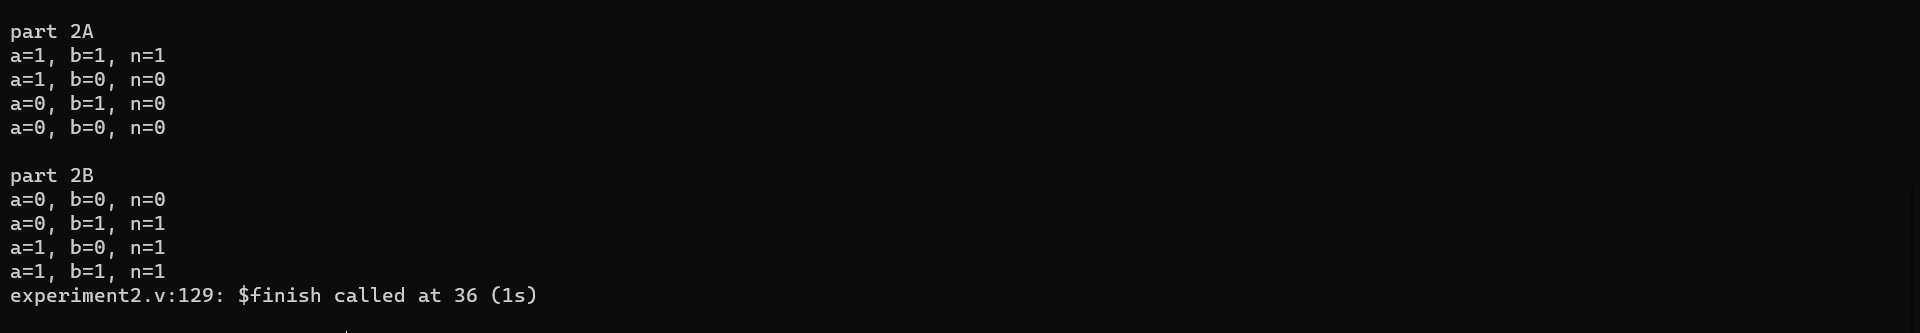 part 2A
a=1, b=1, n=1
a=1, b=0, n=0
a=0, b=1, n=0
a=0, b=0, n=0
part 2B
a=0, b=0, n=0
a=0, b=1, n=1
a=1, b=0, n=1
a=1, b=1, n=1
experiment2.v:129: $finish called at 36 (1s)